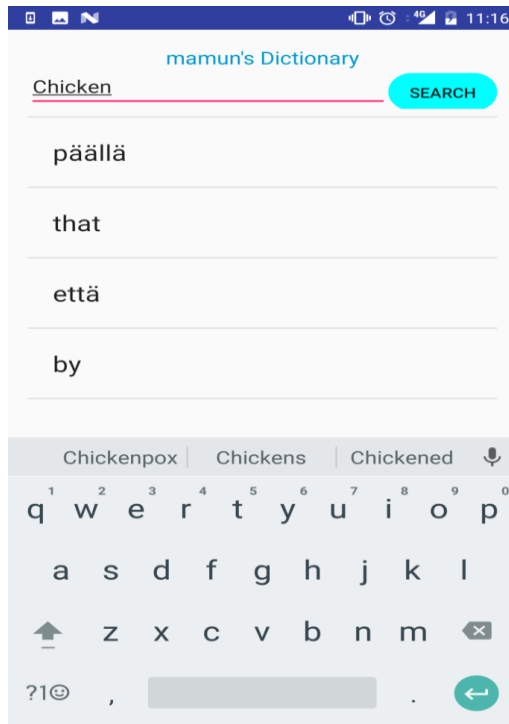 4G 11:16
mamun's Dictionary
Chicken SEARCH
päällä
that
että
by
Chickenpox Chickens Chickened
1 2 3 4 5 6 7 8 9 0
q w e r t y u i o p
a s d f g h j k l
z x c v b n m
?1☺ , .